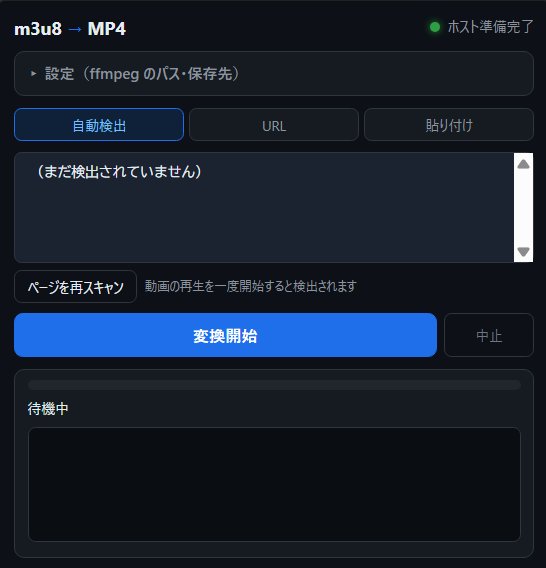 m3u8 → MP4
ホスト準備完了
▸ 設定（ffmpeg のパス・保存先）
自動検出
URL
貼り付け
（まだ検出されていません）
ページを再スキャン
動画の再生を一度開始すると検出されます
変換開始
中止
待機中